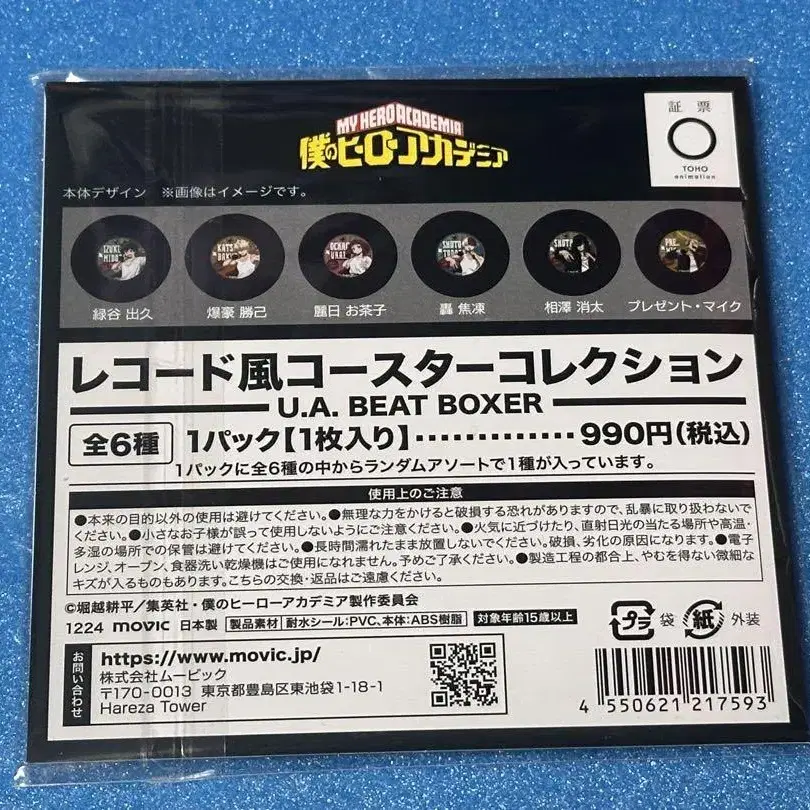 MY HERO ACADEMIA
僕のヒーローアカデミア
証票
TOHO
animation
本体デザイン ※画像はイメージです。
緑谷 出久
爆豪 勝己
麗日 お茶子
轟 焦凍
相澤 消太
プレゼント・マイク
レコード風コースターコレクション
U.A. BEAT BOXER
全6種 1パック【1枚入り】・・・・・・・・・・・・・ 990円(税込)
1パックに全6種の中からランダムアソートで1種が入っています。
使用上のご注意
●本来の目的以外の使用は避けてください。●無理な力をかけると破損する恐れがありますので、乱暴に取り扱わないで
ください。●小さなお子様が誤って使用しないようにご注意ください。●火気に近づけたり、直射日光の当たる場所や高温・
多湿の場所での保管は避けてください。●長時間濡れたまま放置しないでください。破損、劣化の原因になります。●電子
レンジ、オーブン、食器洗い乾燥機はご使用になれません。予めご了承ください。●製造工程の都合上、やむを得ない微細な
キズが入るものもあります。こちらの交換・返品はご遠慮ください。
©堀越耕平/集英社・僕のヒーローアカデミア製作委員会
1224 movic 日本製 製品素材 耐水シール:PVC、本体:ABS樹脂 対象年齢15歳以上
プラ 袋 紙 外装
お問い合わせ
https://www.movic.jp/
株式会社ムービック
〒170-0013 東京都豊島区東池袋1-18-1
Hareza Tower
4 550621 217593